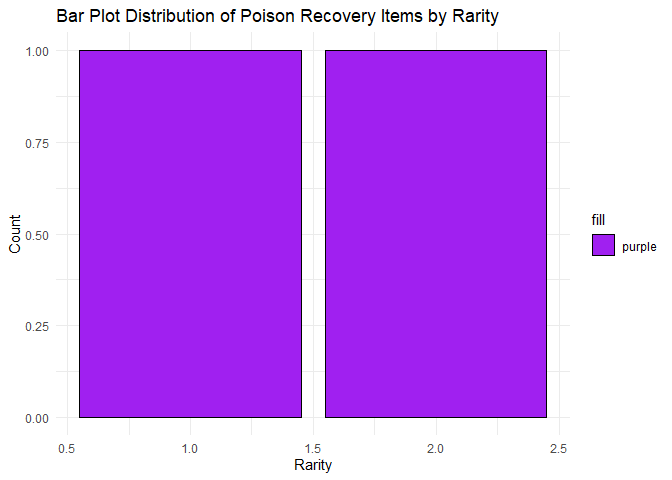 Bar Plot Distribution of Poison Recovery Items by Rarity
1.00
0.75
0.50
0.25
0.00
Count
0.5 1.0 1.5 2.0 2.5
Rarity
fill
purple